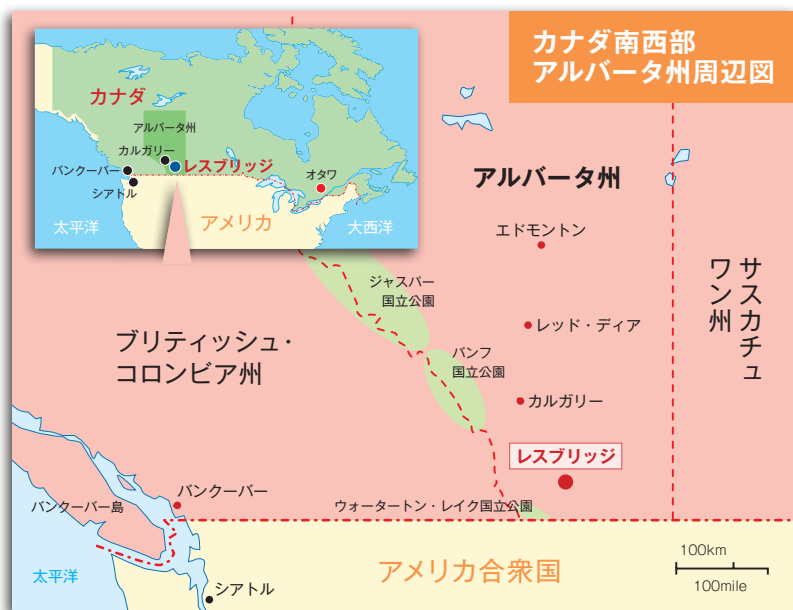 カナダ南西部
アルバータ州周辺図
カナダ
アルバータ州
カルガリー
レスブリッジ
バンクーバー
シアトル
オタワ
太平洋
アメリカ
大西洋
アルバータ州
エドモントン
ジャスパー
国立公園
レッド・ディア
サスカチュ
ワン州
ブリティッシュ・
コロンビア州
バンフ
国立公園
カルガリー
レスブリッジ
バンクーバー
バンクーバー島
ウォータートン・レイク国立公園
太平洋
シアトル
アメリカ合衆国
100km
100mile